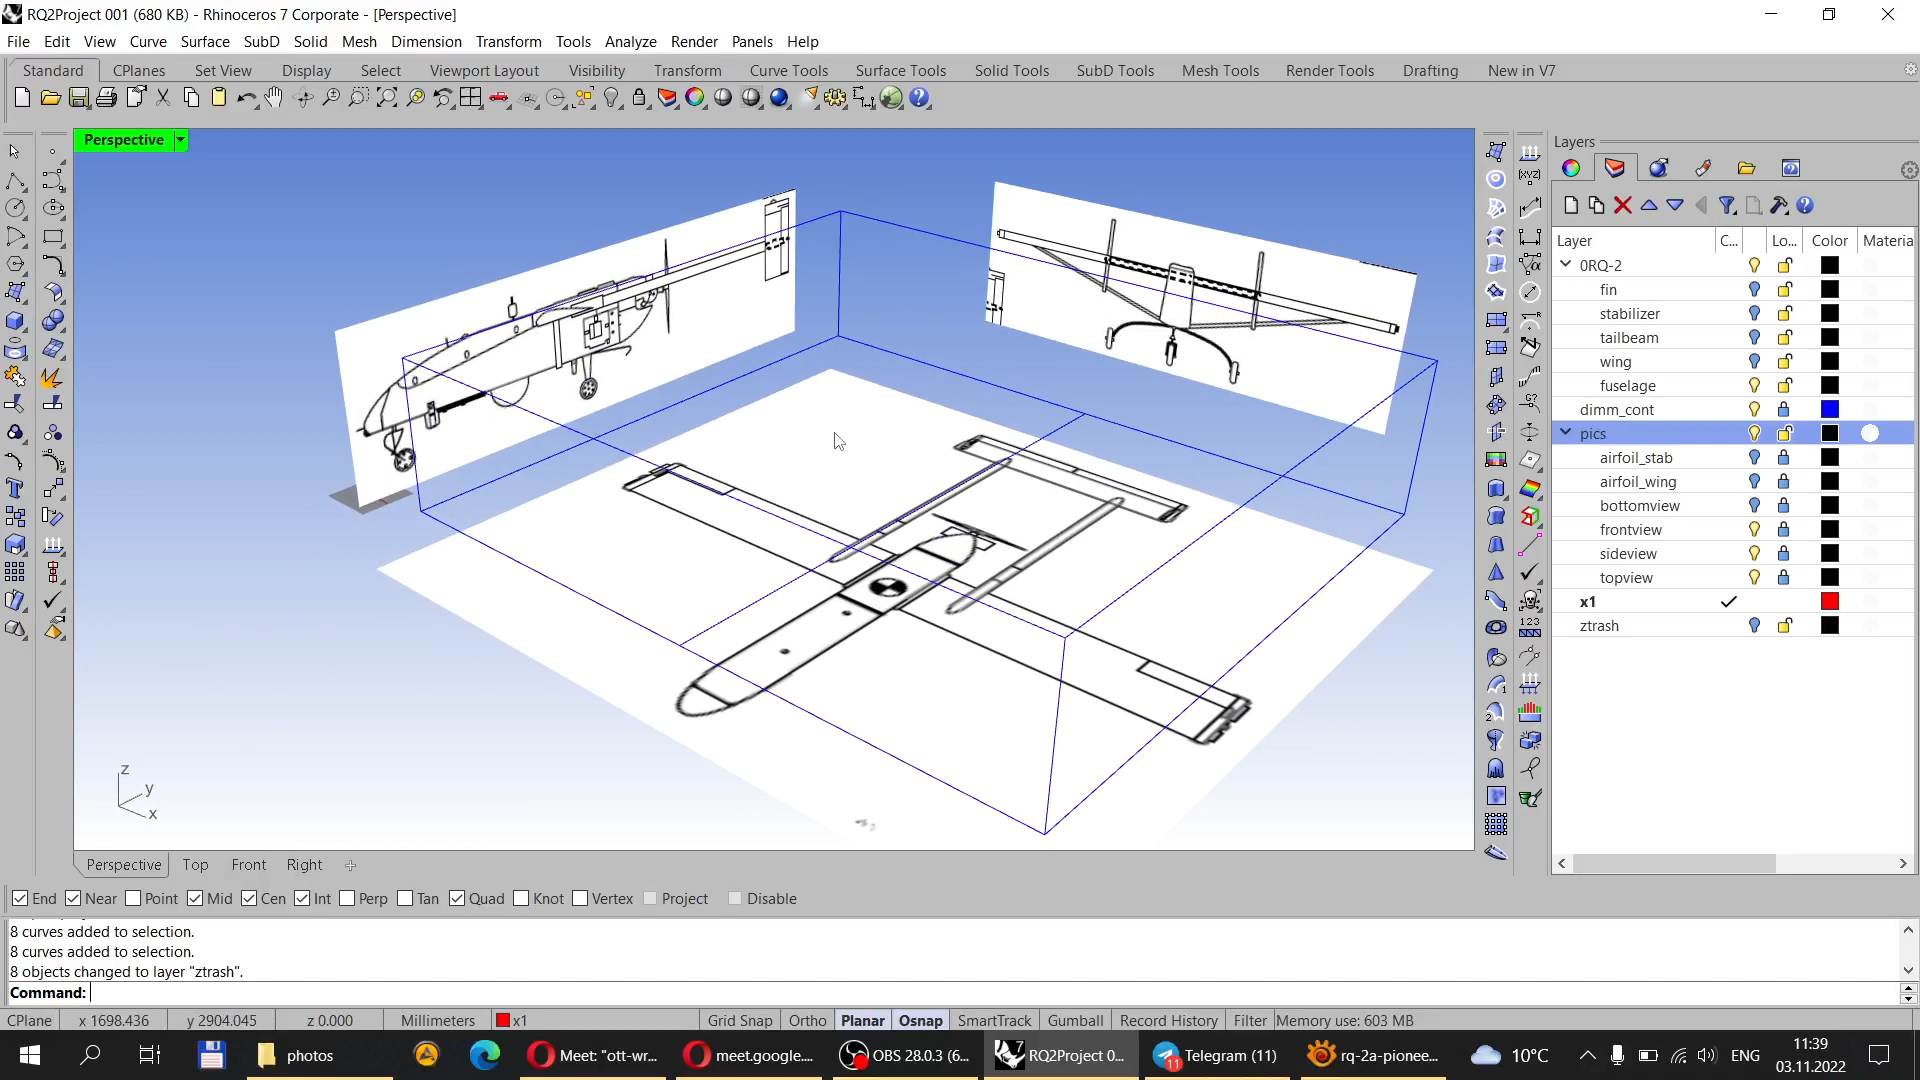 RQ2Project 001 (680 KB) - Rhinoceros 7 Corporate - [Perspective]
File Edit View Curve Surface SubD Solid Mesh Dimension Transform Tools Analyze Render Panels Help
Standard CPlanes Set View Display Select Viewport Layout Visibility Transform Curve Tools Surface Tools Solid Tools SubD Tools Mesh Tools Render Tools Drafting New in V7
Perspective
Layers
Layer C... Lo... Color Materia
0RQ-2
fin
stabilizer
tailbeam
wing
fuselage
dimm_cont
pics
airfoil_stab
airfoil_wing
bottomview
frontview
sideview
topview
x1
ztrash
z
y
x
Perspective Top Front Right
End Near Point Mid Cen Int Perp Tan Quad Knot Vertex Project Disable
8 curves added to selection.
8 curves added to selection.
8 objects changed to layer "ztrash".
Command:
CPlane x 1698.436 y 2904.045 z 0.000 Millimeters x1 Grid Snap Ortho Planar Osnap SmartTrack Gumball Record History Filter Memory use: 603 MB
photos Meet: "ott-wr... meet.google.... OBS 28.0.3 (6... RQ2Project 0... Telegram (11) rq-2a-pionee... 10°C ENG 11:39
03.11.2022